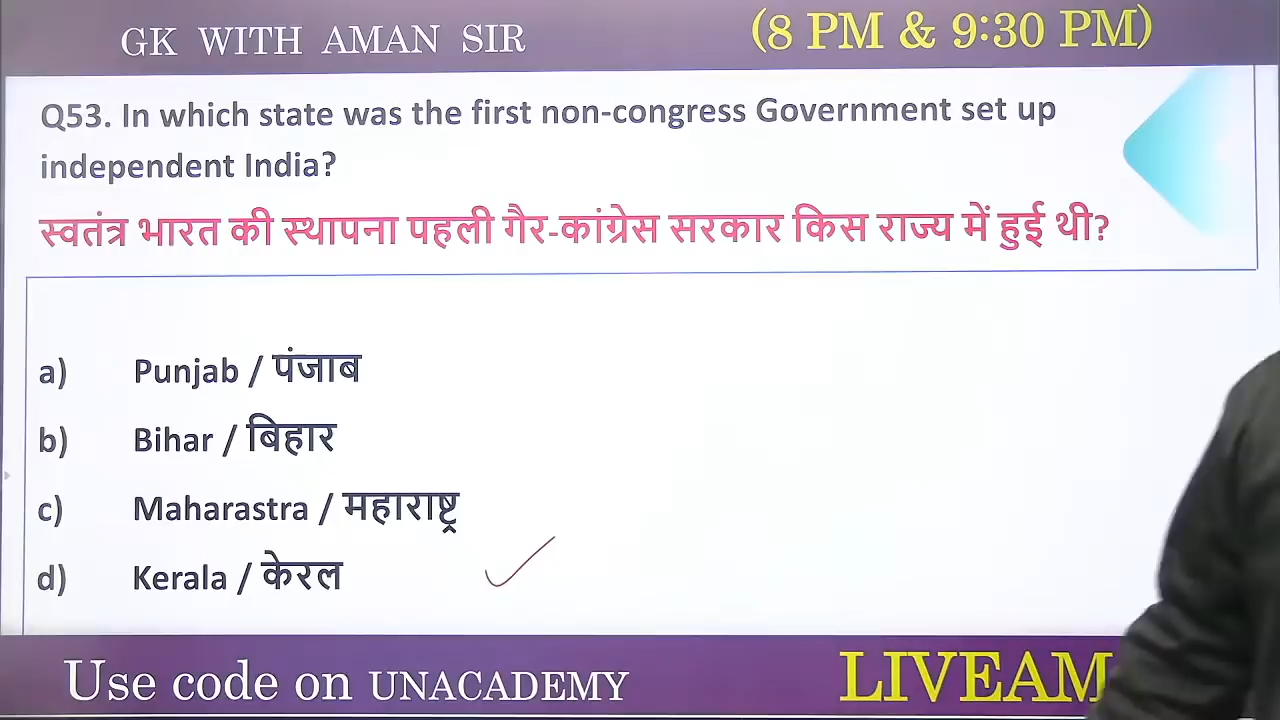 GK WITH AMAN SIR
(8 PM & 9:30 PM)
Q53. In which state was the first non-congress Government set up
independent India?
स्वतंत्र भारत की स्थापना पहली गैर-कांग्रेस सरकार किस राज्य में हुई थी?
a) Punjab / पंजाब
b) Bihar / बिहार
c) Maharastra / महाराष्ट्र
d) Kerala / केरल
Use code on UNACADEMY
LIVEAM